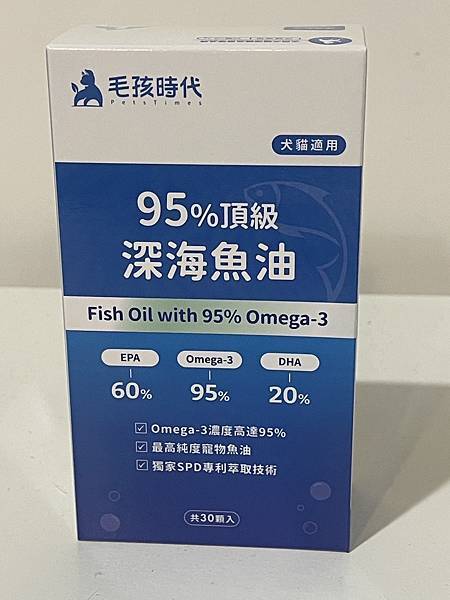 毛孩時代
PetsTimes
犬貓適用
95%頂級
深海魚油
Fish Oil with 95% Omega-3
EPA Omega-3 DHA
60% 95% 20%
Omega-3濃度高達95%
最高純度寵物魚油
獨家SPD專利萃取技術
共30顆入